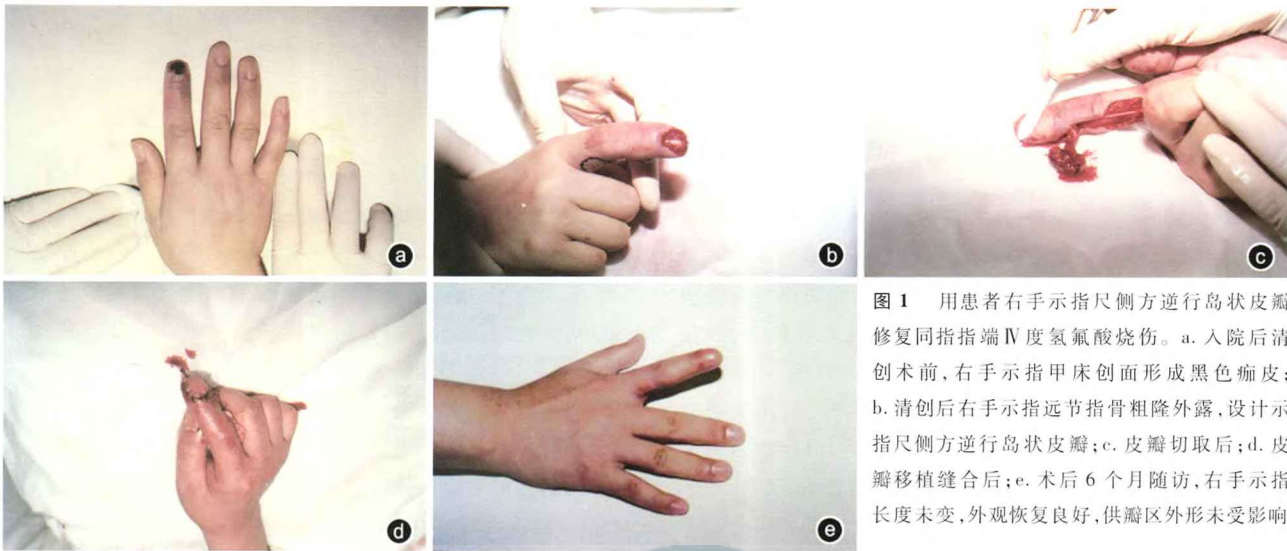 a
b
c
d
e
图 1 用患者右手示指尺侧方逆行岛状皮瓣
修复同指指端Ⅳ度氢氟酸烧伤。a. 入院后清
创术前,右手示指甲床创面形成黑色痂皮;
b. 清创后右手示指远节指骨粗隆外露,设计示
指尺侧方逆行岛状皮瓣;c. 皮瓣切取后;d. 皮
瓣移植缝合后;e. 术后 6 个月随访,右手示指
长度未变,外观恢复良好,供瓣区外形未受影响